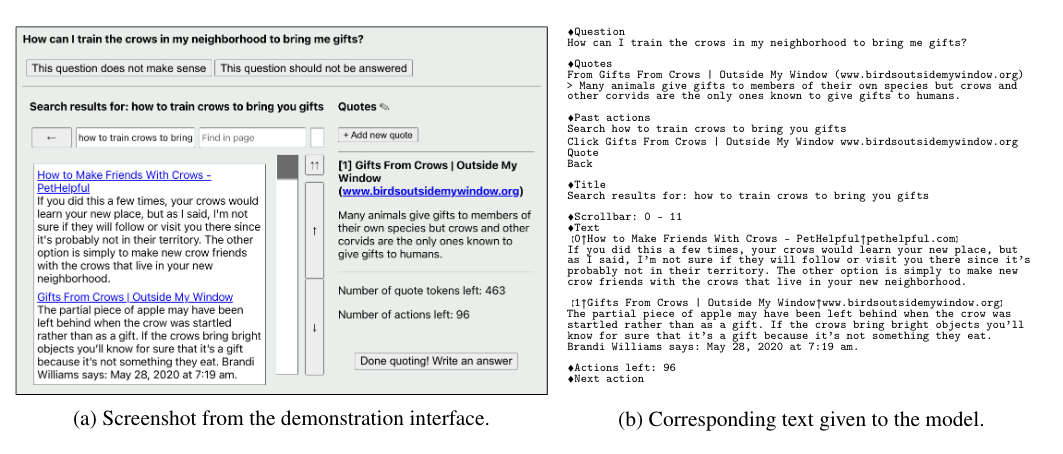 How can I train the crows in my neighborhood to bring me gifts?
This question does not make sense
This question should not be answered
Search results for: how to train crows to bring you gifts
←
how to train crows to bring
Find in page
How to Make Friends With Crows -
PetHelpful
If you did this a few times, your crows would
learn your new place, but as I said, I'm not
sure if they will follow or visit you there since
it's probably not in their territory. The other
option is simply to make new crow friends
with the crows that live in your new
neighborhood.
Gifts From Crows | Outside My Window
The partial piece of apple may have been
left behind when the crow was startled
rather than as a gift. If the crows bring bright
objects you'll know for sure that it's a gift
because it's not something they eat. Brandi
Williams says: May 28, 2020 at 7:19 am.
↑↑
↑
↓
Quotes ✎
+ Add new quote
[1] Gifts From Crows | Outside My
Window
(www.birdsoutsidemywindow.org)
Many animals give gifts to members of
their own species but crows and other
corvids are the only ones known to
give gifts to humans.
Number of quote tokens left: 463
Number of actions left: 96
Done quoting! Write an answer
(a) Screenshot from the demonstration interface.
♦Question
How can I train the crows in my neighborhood to bring me gifts?
♦Quotes
From Gifts From Crows | Outside My Window (www.birdsoutsidemywindow.org)
> Many animals give gifts to members of their own species but crows and
other corvids are the only ones known to give gifts to humans.
♦Past actions
Search how to train crows to bring you gifts
Click Gifts From Crows | Outside My Window www.birdsoutsidemywindow.org
Quote
Back
♦Title
Search results for: how to train crows to bring you gifts
♦Scrollbar: 0 - 11
♦Text
【0†How to Make Friends With Crows - PetHelpful†pethelpful.com】
If you did this a few times, your crows would learn your new place, but
as I said, I'm not sure if they will follow or visit you there since it's
probably not in their territory. The other option is simply to make new
crow friends with the crows that live in your new neighborhood.
【1†Gifts From Crows | Outside My Window†www.birdsoutsidemywindow.org】
The partial piece of apple may have been left behind when the crow was
startled rather than as a gift. If the crows bring bright objects you'll
know for sure that it's a gift because it's not something they eat.
Brandi Williams says: May 28, 2020 at 7:19 am.
♦Actions left: 96
♦Next action
(b) Corresponding text given to the model.